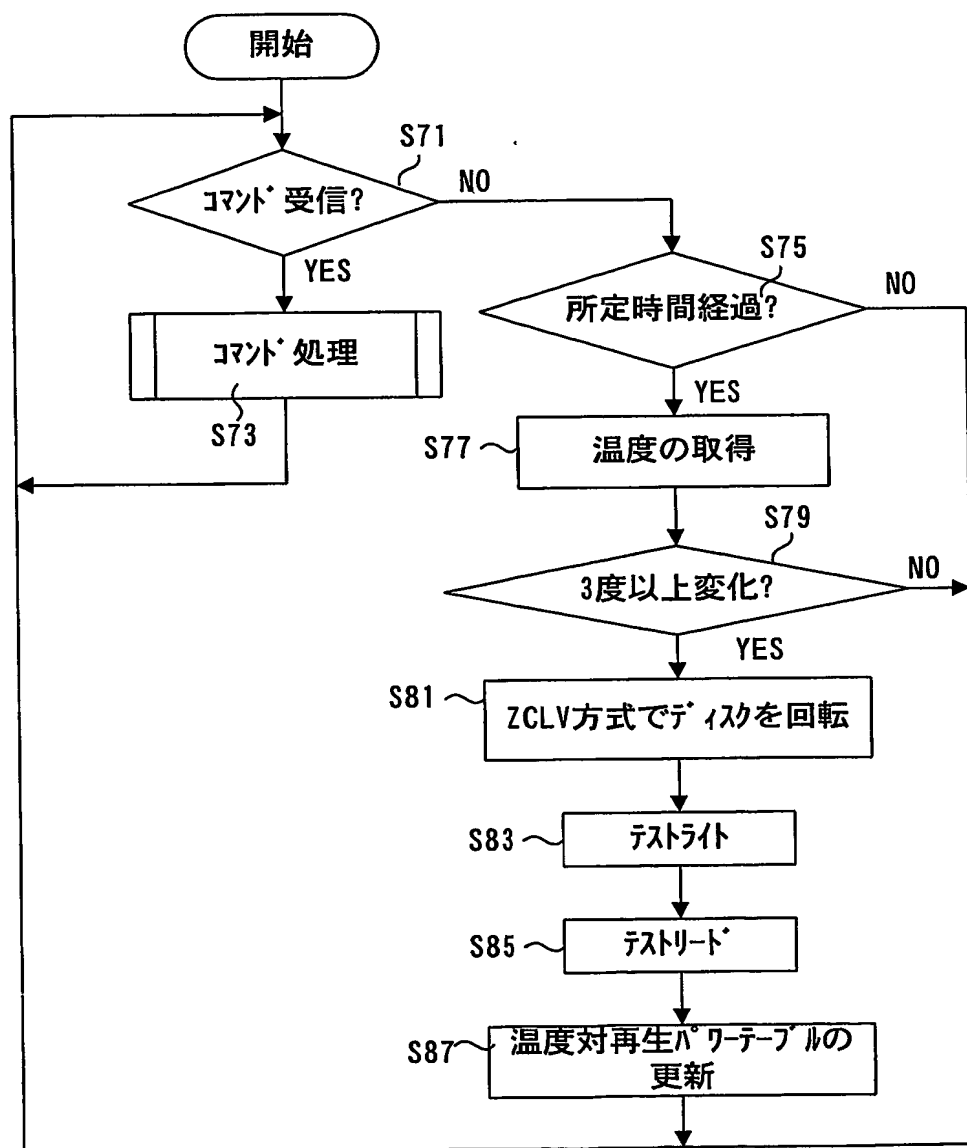 開始
S71
ｺﾏﾝﾄﾞ受信?
NO
YES
S75
所定時間経過?
NO
ｺﾏﾝﾄﾞ処理
S73
YES
S77
温度の取得
S79
3度以上変化?
NO
YES
S81
ZCLV方式でﾃﾞｨｽｸを回転
S83
ﾃｽﾄﾗｲﾄ
S85
ﾃｽﾄﾘｰﾄﾞ
S87
温度対再生ﾊﾟﾜｰﾃｰﾌﾞﾙの
更新